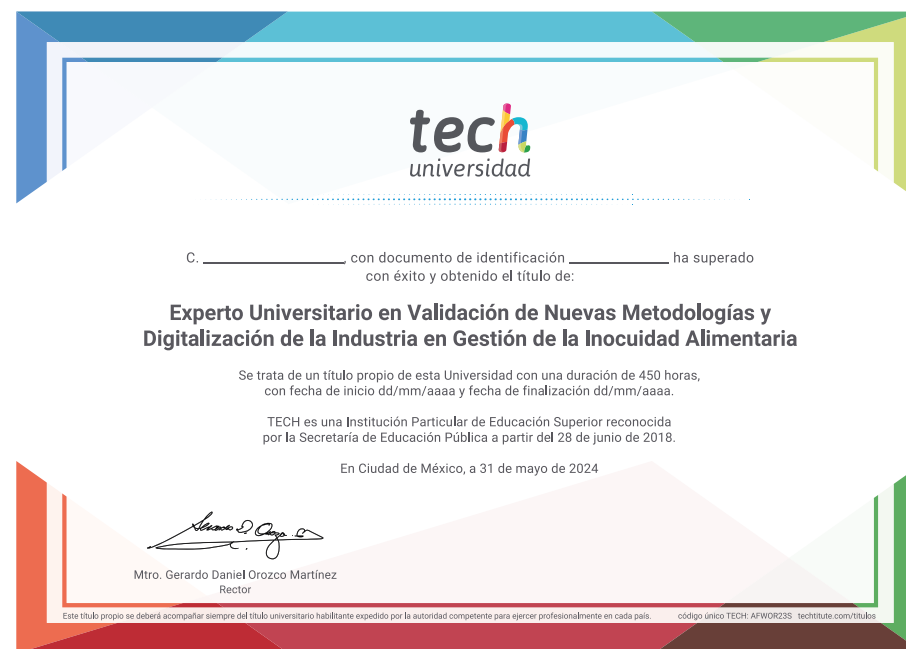 tech
universidad
C. ____________, con documento de identificación ____________ ha superado
con éxito y obtenido el título de:
Experto Universitario en Validación de Nuevas Metodologías y
Digitalización de la Industria en Gestión de la Inocuidad Alimentaria
Se trata de un título propio de esta Universidad con una duración de 450 horas,
con fecha de inicio dd/mm/aaaa y fecha de finalización dd/mm/aaaa.
TECH es una Institución Particular de Educación Superior reconocida
por la Secretaría de Educación Pública a partir del 28 de junio de 2018.
En Ciudad de México, a 31 de mayo de 2024
Mtro. Gerardo Daniel Orozco Martínez
Rector
Este título propio se deberá acompañar siempre del título universitario habilitante expedido por la autoridad competente para ejercer profesionalmente en cada país. código único TECH: AFWOR23S techtitute.com/titulos